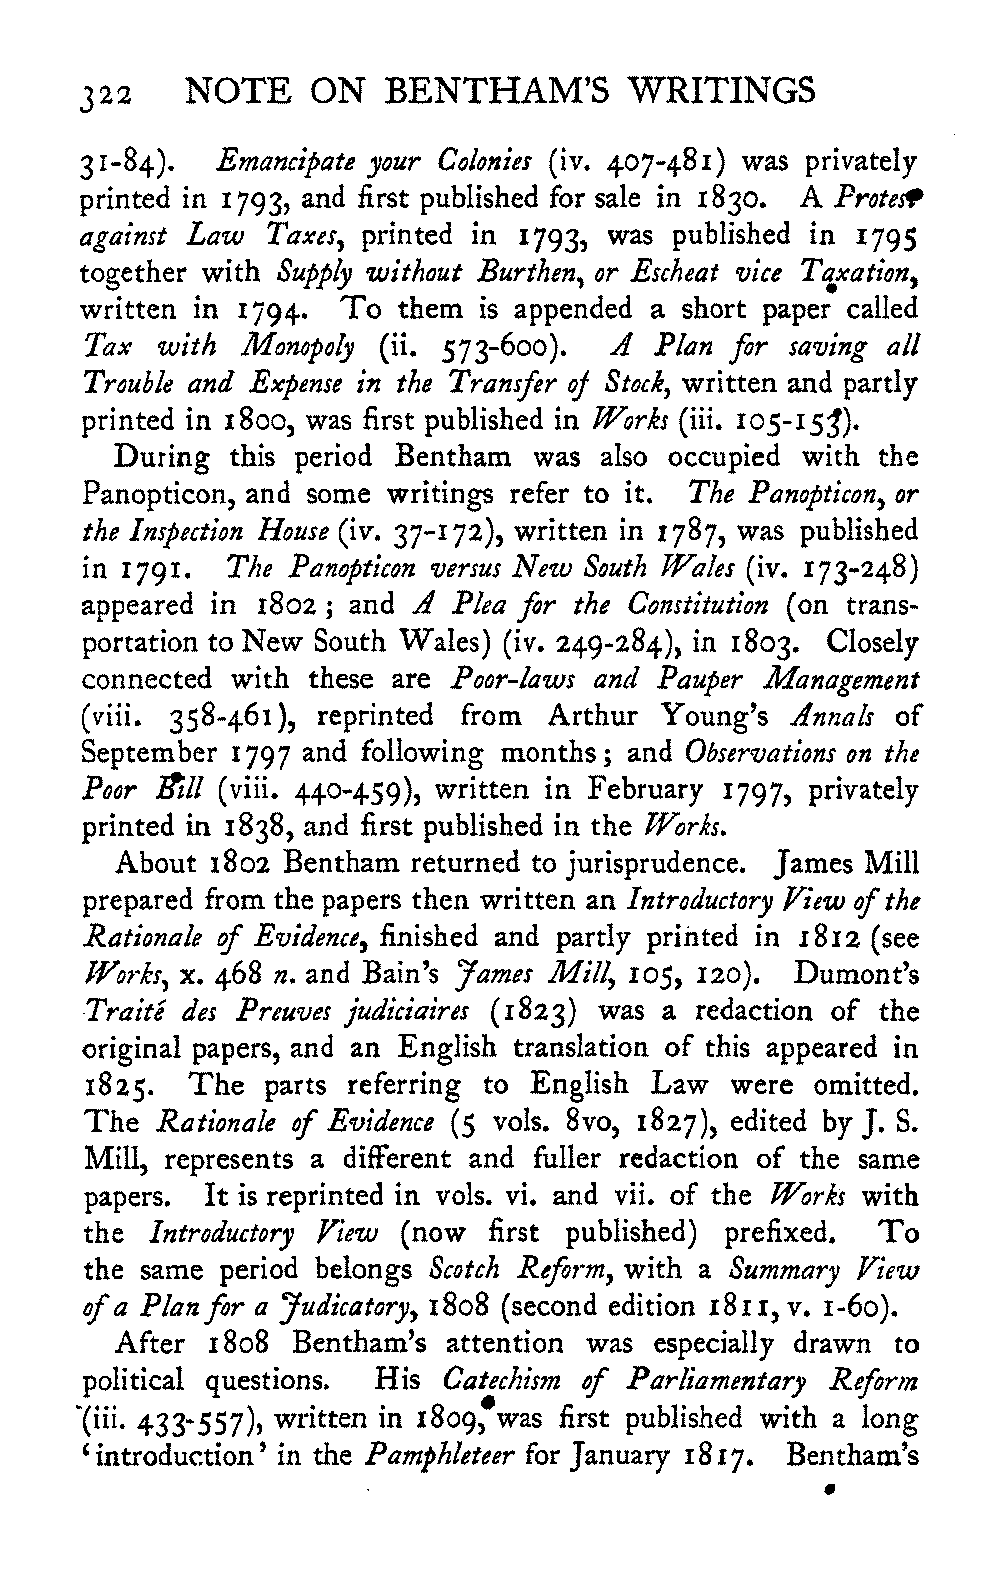 322 NOTE ON BENTHAM'S WRITINGS
31-84). Emancipate your Colonies (iv. 407-481) was privately
printed in 1793, and first published for sale in 1830. A Protest
against Law Taxes, printed in 1793, was published in 1795
together with Supply without Burthen, or Escheat vice Taxation,
written in 1794. To them is appended a short paper called
Tax with Monopoly (ii. 573-600). A Plan for saving all
Trouble and Expense in the Transfer of Stock, written and partly
printed in 1800, was first published in Works (iii. 105-153).
During this period Bentham was also occupied with the
Panopticon, and some writings refer to it. The Panopticon, or
the Inspection House (iv. 37-172), written in 1787, was published
in 1791. The Panopticon versus New South Wales (iv. 173-248)
appeared in 1802; and A Plea for the Constitution (on trans-
portation to New South Wales) (iv. 249-284), in 1803. Closely
connected with these are Poor-laws and Pauper Management
(viii. 358-461), reprinted from Arthur Young's Annals of
September 1797 and following months; and Observations on the
Poor Bill (viii. 440-459), written in February 1797, privately
printed in 1838, and first published in the Works.
About 1802 Bentham returned to jurisprudence. James Mill
prepared from the papers then written an Introductory View of the
Rationale of Evidence, finished and partly printed in 1812 (see
Works, x. 468 n. and Bain's James Mill, 105, 120). Dumont's
Traité des Preuves judiciaires (1823) was a redaction of the
original papers, and an English translation of this appeared in
1825. The parts referring to English Law were omitted.
The Rationale of Evidence (5 vols. 8vo, 1827), edited by J. S.
Mill, represents a different and fuller redaction of the same
papers. It is reprinted in vols. vi. and vii. of the Works with
the Introductory View (now first published) prefixed. To
the same period belongs Scotch Reform, with a Summary View
of a Plan for a Judicatory, 1808 (second edition 1811, v. 1-60).
After 1808 Bentham's attention was especially drawn to
political questions. His Catechism of Parliamentary Reform
(iii. 433-557), written in 1809, was first published with a long
'introduction' in the Pamphleteer for January 1817. Bentham's